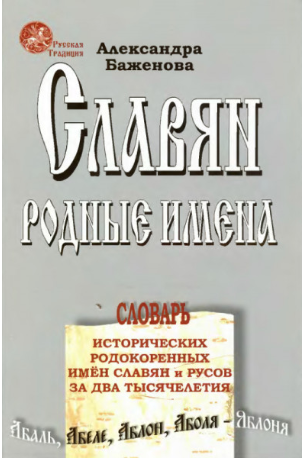 Русская
Традиция
Александра
Баженова
Славян
родные имена
СЛОВАРЬ
ИСТОРИЧЕСКИХ
РОДОКОРЕННЫХ
ИМЁН СЛАВЯН и РУСОВ
ЗА ДВА ТЫСЯЧЕЛЕТИЯ
Абаль, Абеле, Аблон, Аболя – Яблоня